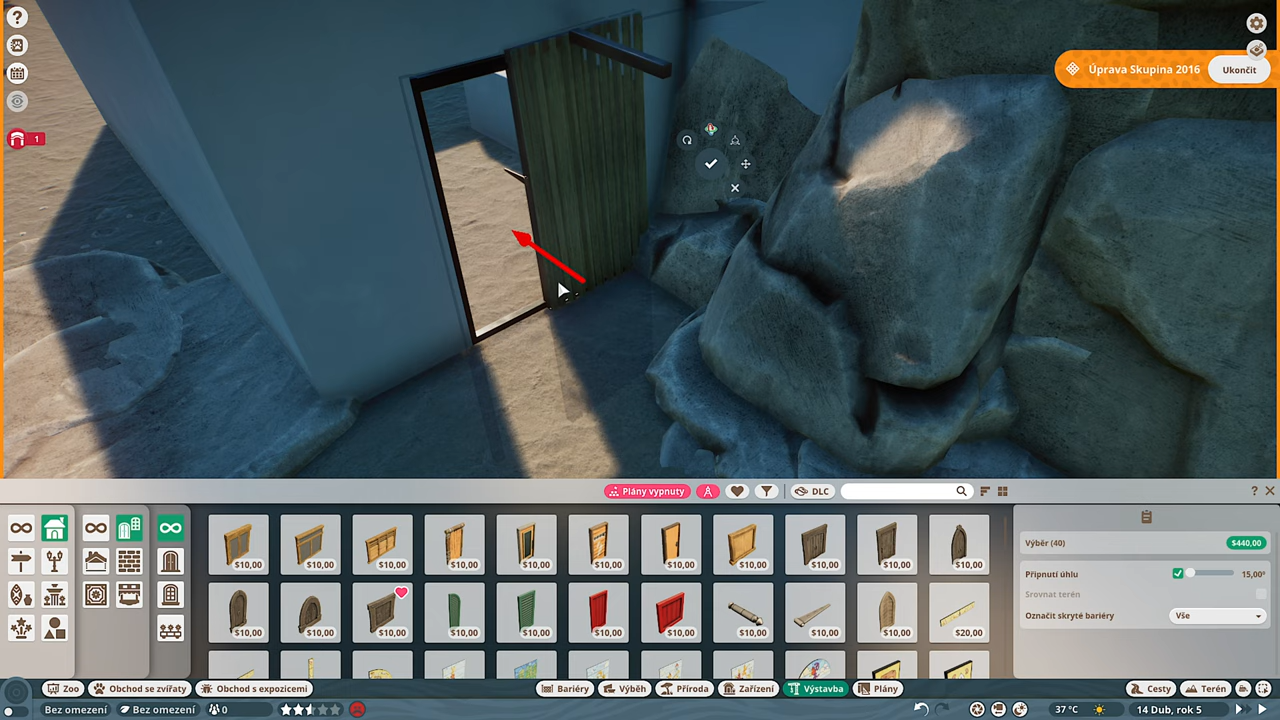 Úprava Skupina 2016
Ukončit
1
Plány vypnuty
DLC
?
$10,00 $10,00 $10,00 $10,00 $10,00 $10,00 $10,00 $10,00 $10,00 $10,00 $10,00
$10,00 $10,00 $10,00 $10,00 $10,00 $10,00 $10,00 $10,00 $10,00 $10,00 $20,00
Výběr (40)
$440,00
Připnutí úhlu
15,00°
Srovnat terén
Označit skryté bariéry
Vše
Zoo
Obchod se zvířaty
Obchod s expozicemi
Bariéry
Výběh
Příroda
Zařízení
Výstavba
Plány
Cesty
Terén
Bez omezení
Bez omezení
0
37 °C
14 Dub, rok 5